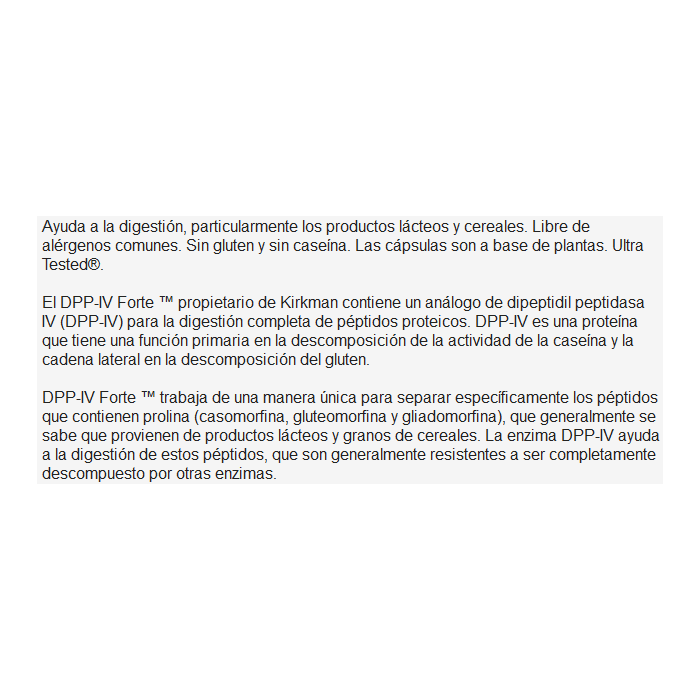 Ayuda a la digestión, particularmente los productos lácteos y cereales. Libre de
alérgenos comunes. Sin gluten y sin caseína. Las cápsulas son a base de plantas. Ultra
Tested®.
El DPP-IV Forte ™ propietario de Kirkman contiene un análogo de dipeptidil peptidasa
IV (DPP-IV) para la digestión completa de péptidos proteicos. DPP-IV es una proteína
que tiene una función primaria en la descomposición de la actividad de la caseína y la
cadena lateral en la descomposición del gluten.
DPP-IV Forte ™ trabaja de una manera única para separar específicamente los péptidos
que contienen prolina (casomorfina, gluteomorfina y gliadomorfina), que generalmente se
sabe que provienen de productos lácteos y granos de cereales. La enzima DPP-IV ayuda
a la digestión de estos péptidos, que son generalmente resistentes a ser completamente
descompuesto por otras enzimas.